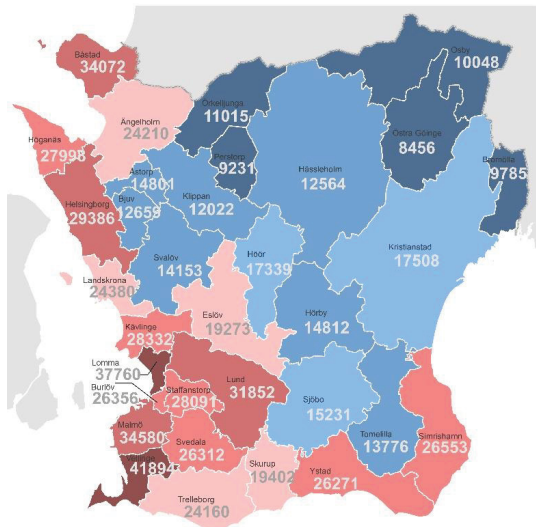 Båstad
34072
Osby
10048
Örkelljunga
11015
Ängelholm
24210
Östra Göinge
8456
Höganäs
27998
Perstorp
9231
Hässleholm
12564
Bromölla
9785
Åstorp
14801
Helsingborg
29386
Bjuv
12659
Klippan
12022
Kristianstad
17508
Svalöv
14153
Höör
17339
Landskrona
24380
Eslöv
19273
Hörby
14812
Kävlinge
28332
Lomma
37760
Burlöv
26356
Staffanstorp
28091
Lund
31852
Sjöbo
15231
Tomelilla
13776
Simrishamn
26553
Malmö
34580
Svedala
26312
Vellinge
41894
Skurup
19402
Ystad
26271
Trelleborg
24160